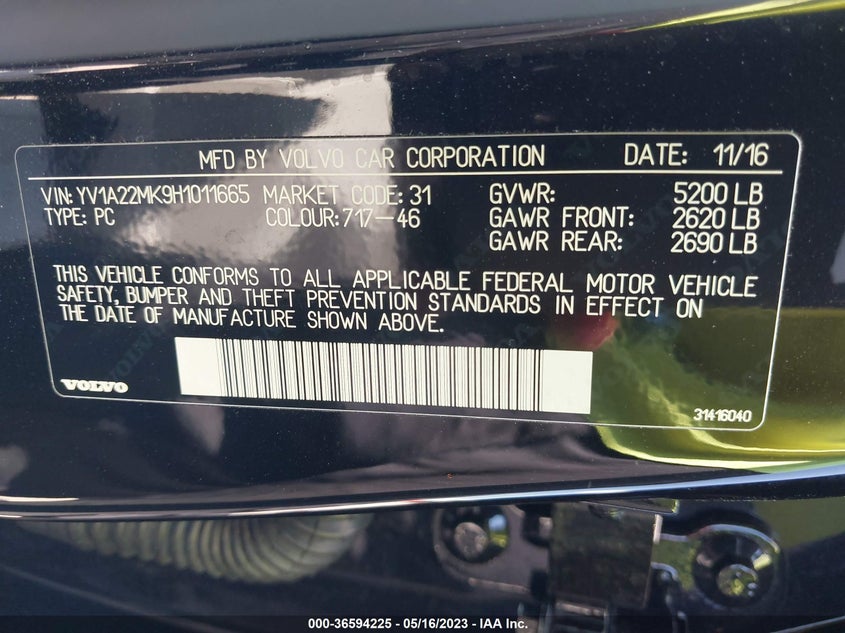 MFD BY VOLVO CAR CORPORATION DATE: 11/16
VIN: YV1A22MK9H1011665 MARKET CODE: 31 GVWR: 5200 LB
TYPE: PC COLOUR: 717-46 GAWR FRONT: 2620 LB
GAWR REAR: 2690 LB
THIS VEHICLE CONFORMS TO ALL APPLICABLE FEDERAL MOTOR VEHICLE
SAFETY, BUMPER AND THEFT PREVENTION STANDARDS IN EFFECT ON
THE DATE OF MANUFACTURE SHOWN ABOVE.
VOLVO
31416040
000-36594225 - 05/16/2023 - IAA Inc.